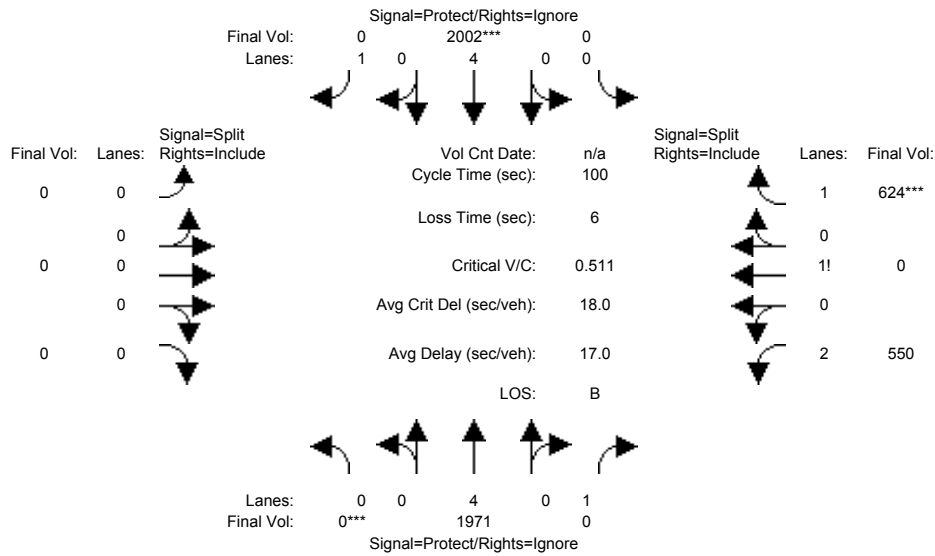 Signal=Protect/Rights=Ignore
Final Vol: 0 2002*** 0
Lanes: 1 0 4 0 0
Signal=Split
Final Vol: Lanes: Rights=Include
Vol Cnt Date: n/a
Signal=Split
Rights=Include Lanes: Final Vol:
Cycle Time (sec): 100
0 0
1 624***
Loss Time (sec): 6
0
0
0 0
Critical V/C: 0.511
1! 0
0
Avg Crit Del (sec/veh): 18.0
0
0 0
Avg Delay (sec/veh): 17.0
2 550
LOS: B
Lanes: 0 0 4 0 1
Final Vol: 0*** 1971 0
Signal=Protect/Rights=Ignore